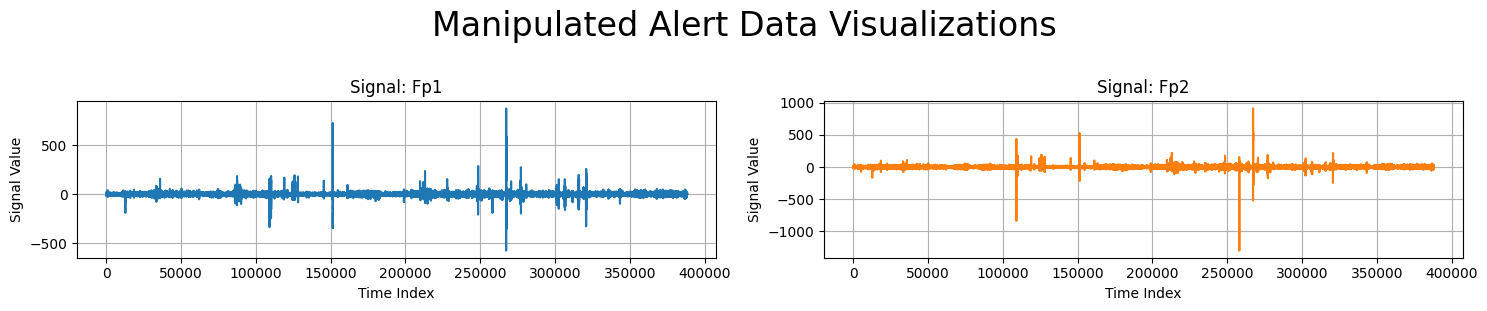 Manipulated Alert Data Visualizations
Signal: Fp1
Signal Value
500
0
−500
0 50000 100000 150000 200000 250000 300000 350000 400000
Time Index
Signal: Fp2
Signal Value
1000
500
0
−500
−1000
0 50000 100000 150000 200000 250000 300000 350000 400000
Time Index